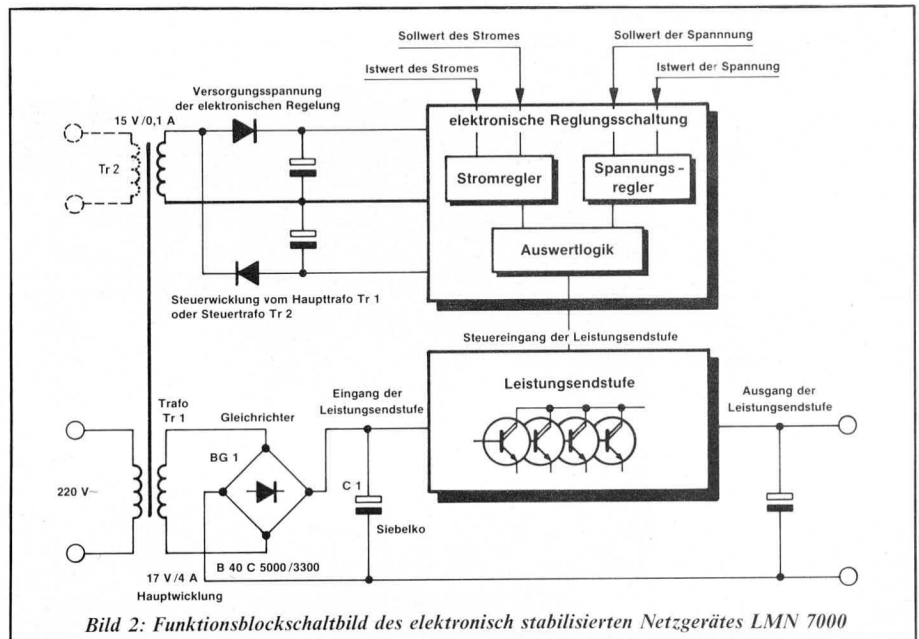 Sollwert des Stromes
Sollwert der Spannnung
Istwert des Stromes
Istwert der Spannung
Versorgungsspannung
der elektronischen Regelung
15 V/0,1 A
Tr 2
elektronische Reglungsschaltung
Stromregler
Spannungs-
regler
Auswertlogik
Steuerwicklung vom Haupttrafo Tr 1
oder Steuertrafo Tr 2
Steuereingang der Leistungsendstufe
Trafo
Tr 1
Gleichrichter
Eingang der
Leistungsendstufe
Leistungsendstufe
Ausgang der
Leistungsendstufe
BG 1
220 V~
C 1
Siebelko
B 40 C 5000/3300
17 V/4 A
Hauptwicklung
Bild 2: Funktionsblockschaltbild des elektronisch stabilisierten Netzgerätes LMN 7000